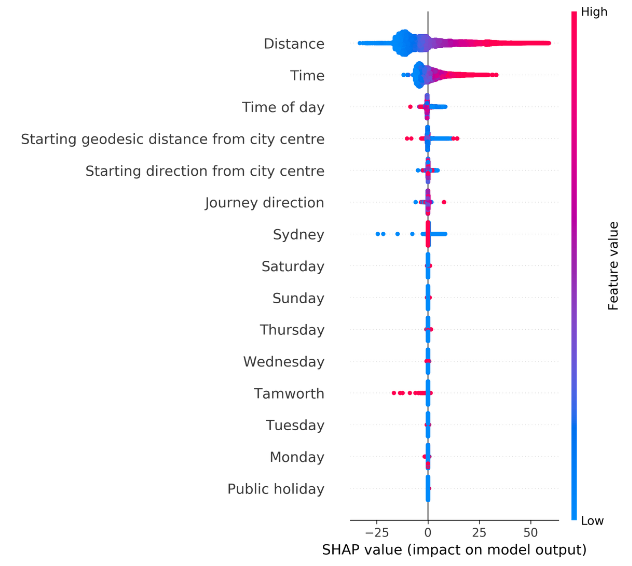 High
Distance
Time
Time of day
Starting geodesic distance from city centre
Starting direction from city centre
Journey direction
Sydney
Saturday
Sunday
Thursday
Wednesday
Tamworth
Tuesday
Monday
Public holiday
Feature value
Low
−25 0 25 50
SHAP value (impact on model output)